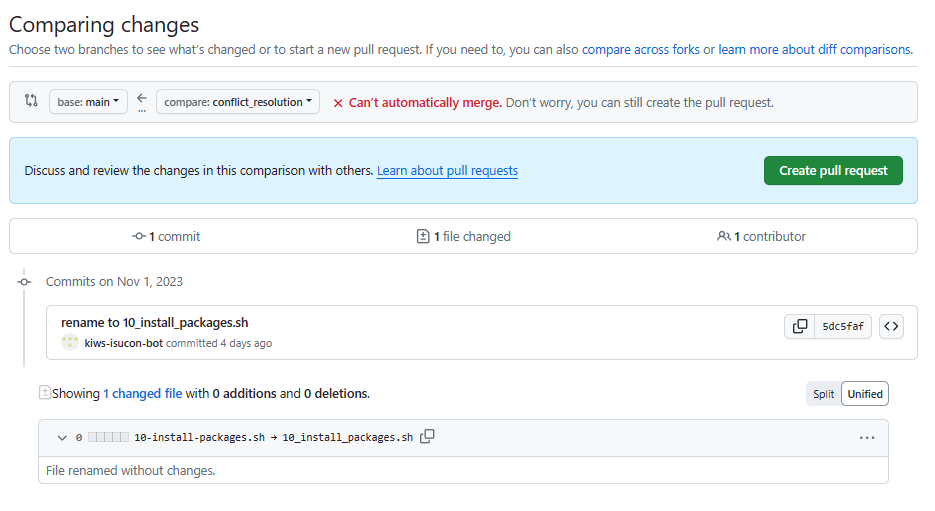 Comparing changes
Choose two branches to see what's changed or to start a new pull request. If you need to, you can also compare across forks or learn more about diff comparisons.
base: main ... compare: conflict_resolution × Can't automatically merge. Don't worry, you can still create the pull request.
Discuss and review the changes in this comparison with others. Learn about pull requests Create pull request
1 commit 1 file changed 1 contributor
Commits on Nov 1, 2023
rename to 10_install_packages.sh
kiws-isucon-bot committed 4 days ago 5dc5faf
Showing 1 changed file with 0 additions and 0 deletions. Split Unified
0 10-install-packages.sh → 10_install_packages.sh
File renamed without changes.